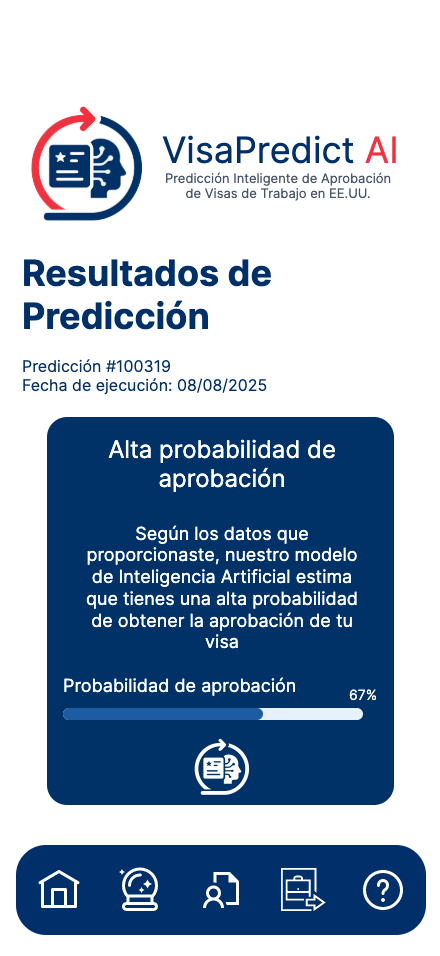 VisaPredict AI
Predicción Inteligente de Aprobación
de Visas de Trabajo en EE.UU.
Resultados de
Predicción
Predicción #100319
Fecha de ejecución: 08/08/2025
Alta probabilidad de
aprobación
Según los datos que
proporcionaste, nuestro modelo
de Inteligencia Artificial estima
que tienes una alta probabilidad
de obtener la aprobación de tu
visa
Probabilidad de aprobación
67%